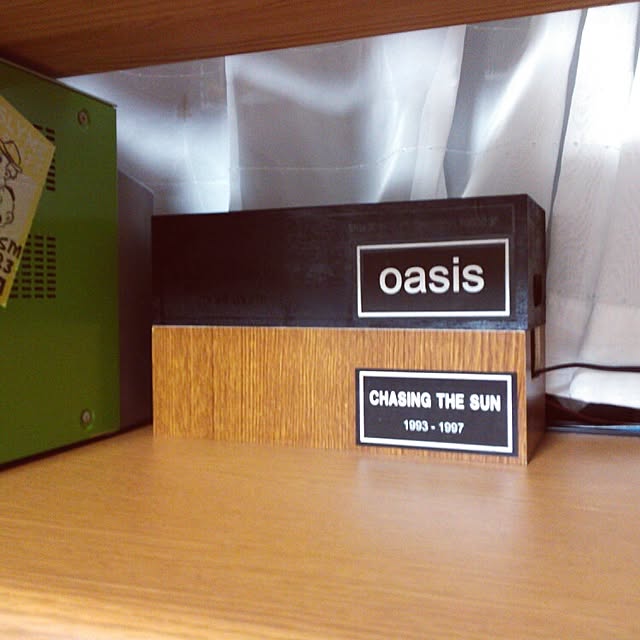 oasis
CHASING THE SUN
1993 - 1997